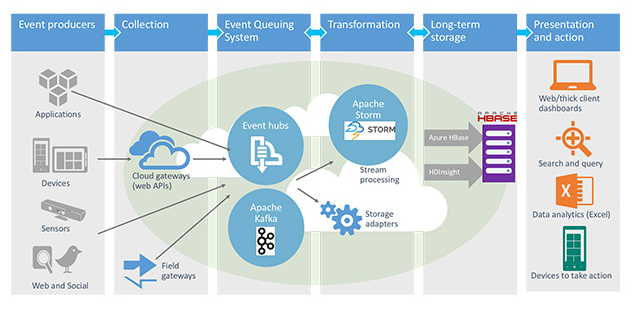 Event producers
Collection
Event Queuing
System
Transformation
Long-term
storage
Presentation
and action
Applications
Devices
Sensors
Web and Social
Cloud gateways
(web APIs)
Field
gateways
Event hubs
Apache
Kafka
Apache
Storm
STORM
Stream
processing
Storage
adapters
APACHE
HBASE
Azure HBase
HDInsight
Web/thick client
dashboards
Search and query
X
Data analytics (Excel)
Devices to take action